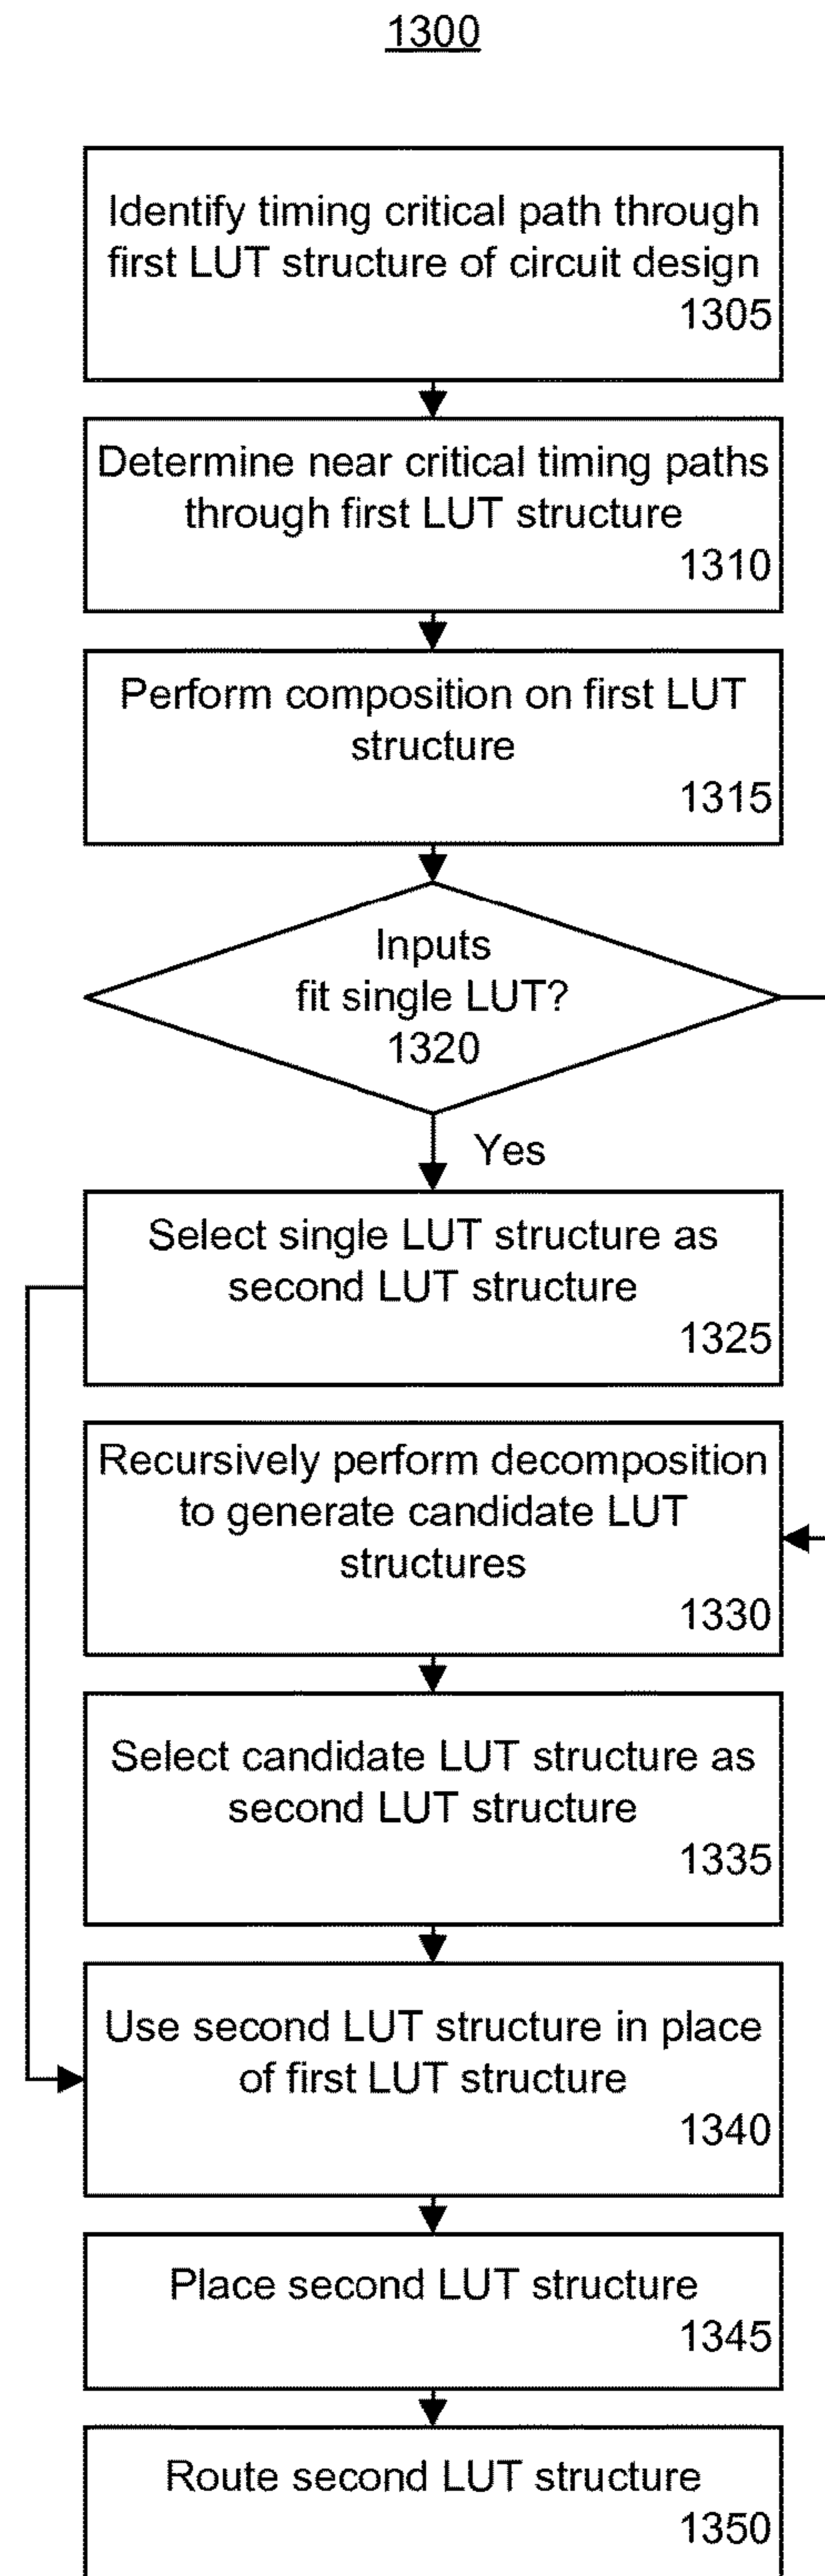 1300
Identify timing critical path through
first LUT structure of circuit design
1305
Determine near critical timing paths
through first LUT structure
1310
Perform composition on first LUT
structure
1315
Inputs
fit single LUT?
1320
Yes
Select single LUT structure as
second LUT structure
1325
Recursively perform decomposition
to generate candidate LUT
structures
1330
Select candidate LUT structure as
second LUT structure
1335
Use second LUT structure in place
of first LUT structure
1340
Place second LUT structure
1345
Route second LUT structure
1350